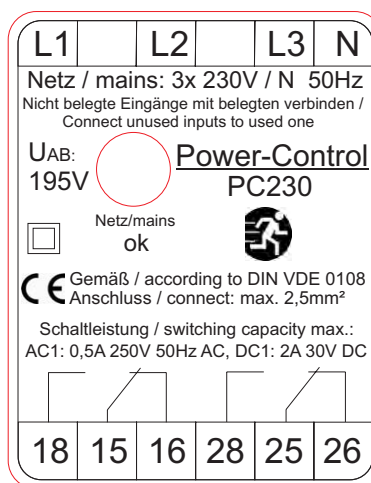 L1 L2 L3 N
Netz / mains: 3x 230V / N 50Hz
Nicht belegte Eingänge mit belegten verbinden /
Connect unused inputs to used one
UAB:
195V
Power-Control
PC230
Netz/mains
ok
CE
Gemäß / according to DIN VDE 0108
Anschluss / connect: max. 2,5mm²
Schaltleistung / switching capacity max.:
AC1: 0,5A 250V 50Hz AC, DC1: 2A 30V DC
18 15 16 28 25 26